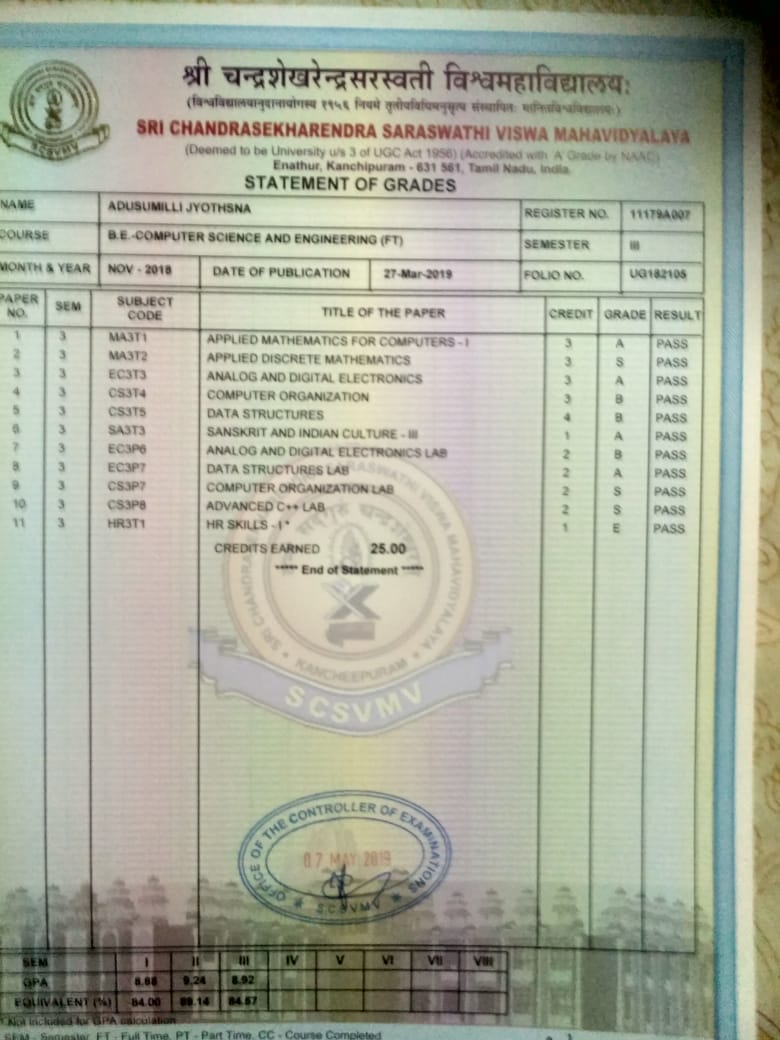 श्री चन्द्रशेखरेन्द्रसरस्वती विश्वमहाविद्यालयः
(विश्वविद्यालयानुदानायोगस्य १९५६ नियमे तृतीयविधिमनुसृत्य संस्थापितः मानितविश्वविद्यालयः)
SRI CHANDRASEKHARENDRA SARASWATHI VISWA MAHAVIDYALAYA
(Deemed to be University u/s 3 of UGC Act 1956) (Accredited with 'A' Grade by NAAC)
Enathur, Kanchipuram - 631 561, Tamil Nadu, India.
STATEMENT OF GRADES
NAME ADUSUMILLI JYOTHSNA REGISTER NO. 11179A007
COURSE B.E.-COMPUTER SCIENCE AND ENGINEERING (FT) SEMESTER III
MONTH & YEAR NOV - 2018 DATE OF PUBLICATION 27-Mar-2019 FOLIO NO. UG182105
PAPER NO. SEM SUBJECT CODE TITLE OF THE PAPER CREDIT GRADE RESULT
1 3 MA3T1 APPLIED MATHEMATICS FOR COMPUTERS - I 3 A PASS
2 3 MA3T2 APPLIED DISCRETE MATHEMATICS 3 S PASS
3 3 EC3T3 ANALOG AND DIGITAL ELECTRONICS 3 A PASS
4 3 CS3T4 COMPUTER ORGANIZATION 3 B PASS
5 3 CS3T5 DATA STRUCTURES 4 B PASS
6 3 SA3T3 SANSKRIT AND INDIAN CULTURE - III 1 A PASS
7 3 EC3P6 ANALOG AND DIGITAL ELECTRONICS LAB 2 B PASS
8 3 EC3P7 DATA STRUCTURES LAB 2 A PASS
9 3 CS3P7 COMPUTER ORGANIZATION LAB 2 S PASS
10 3 CS3P8 ADVANCED C++ LAB 2 S PASS
11 3 HR3T1 HR SKILLS - I * 1 E PASS
CREDITS EARNED 25.00
***** End of Statement *****
SRI CHANDRASEKHARENDRA SARASWATHI VISWA MAHAVIDYALAYA
KANCHEEPURAM
SCSVMV
OFFICE OF THE CONTROLLER OF EXAMINATIONS
07 MAY 2019
SCSVMV
SEM I II III IV V VI VII VIII
GPA 8.68 9.24 8.92
EQUIVALENT (%) 84.00 89.14 84.57
* Not included for GPA calculation
SEM - Semester, FT - Full Time, PT - Part Time, CC - Course Completed